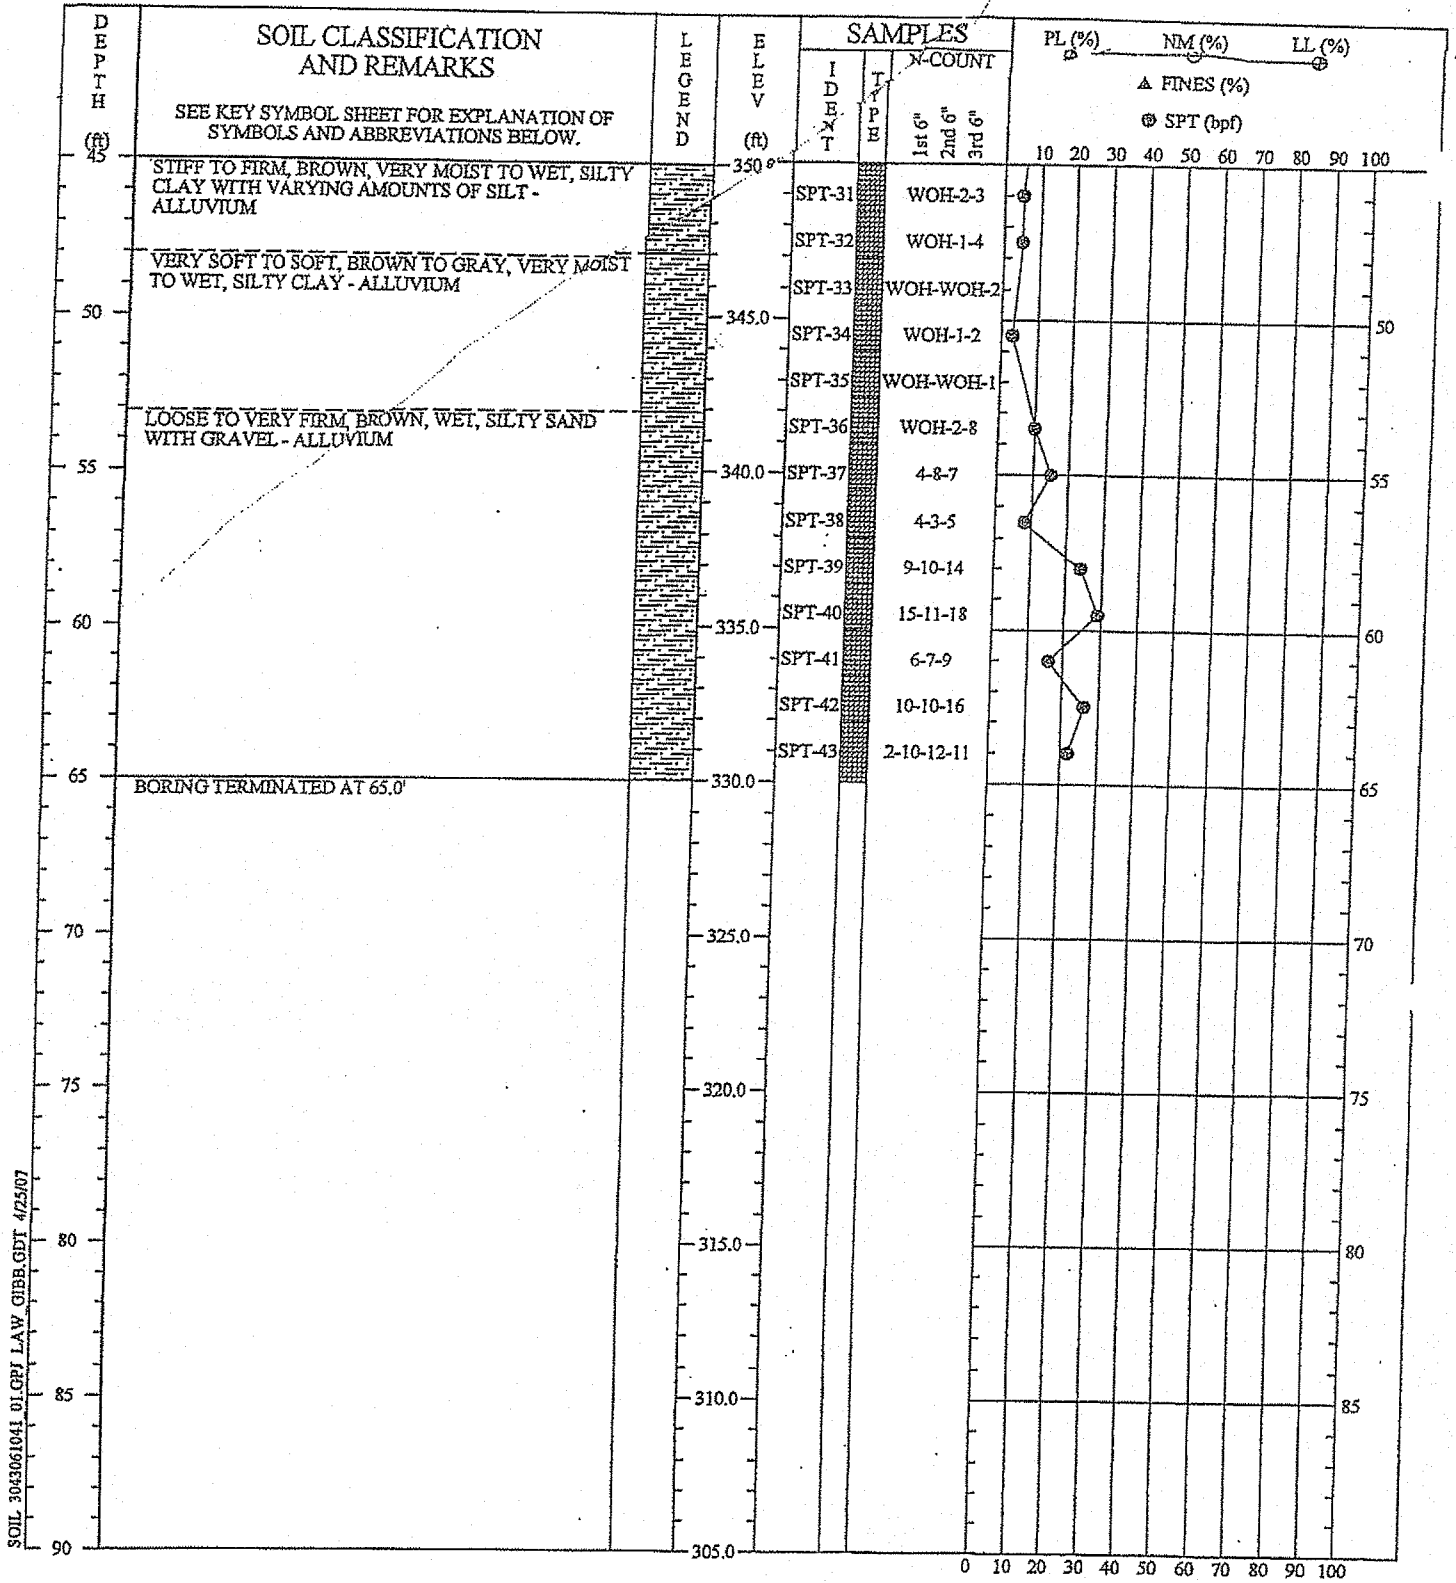 DEPTH (ft)
SOIL CLASSIFICATION
AND REMARKS
SEE KEY SYMBOL SHEET FOR EXPLANATION OF
SYMBOLS AND ABBREVIATIONS BELOW.
LEGEND
ELEV (ft)
SAMPLES
IDENT
TYPE
N-COUNT
1st 6"
2nd 6"
3rd 6"
PL (%) NM (%) LL (%)
▲ FINES (%)
SPT (bpf)
10 20 30 40 50 60 70 80 90 100
45
STIFF TO FIRM, BROWN, VERY MOIST TO WET, SILTY
CLAY WITH VARYING AMOUNTS OF SILT -
ALLUVIUM
350.0
SPT-31 WOH-2-3
SPT-32 WOH-1-4
VERY SOFT TO SOFT, BROWN TO GRAY, VERY MOIST
TO WET, SILTY CLAY - ALLUVIUM
SPT-33 WOH-WOH-2
50 345.0 50
SPT-34 WOH-1-2
SPT-35 WOH-WOH-1
LOOSE TO VERY FIRM, BROWN, WET, SILTY SAND
WITH GRAVEL - ALLUVIUM
SPT-36 WOH-2-8
55 340.0 SPT-37 4-8-7 55
SPT-38 4-3-5
SPT-39 9-10-14
SPT-40 15-11-18
60 335.0 60
SPT-41 6-7-9
SPT-42 10-10-16
SPT-43 2-10-12-11
65 330.0 65
BORING TERMINATED AT 65.0'
70 325.0 70
75 320.0 75
80 315.0 80
85 310.0 85
90 305.0
0 10 20 30 40 50 60 70 80 90 100
SOIL 3043061041_01.GPJ LAW_GIBB.GDT 4/25/07